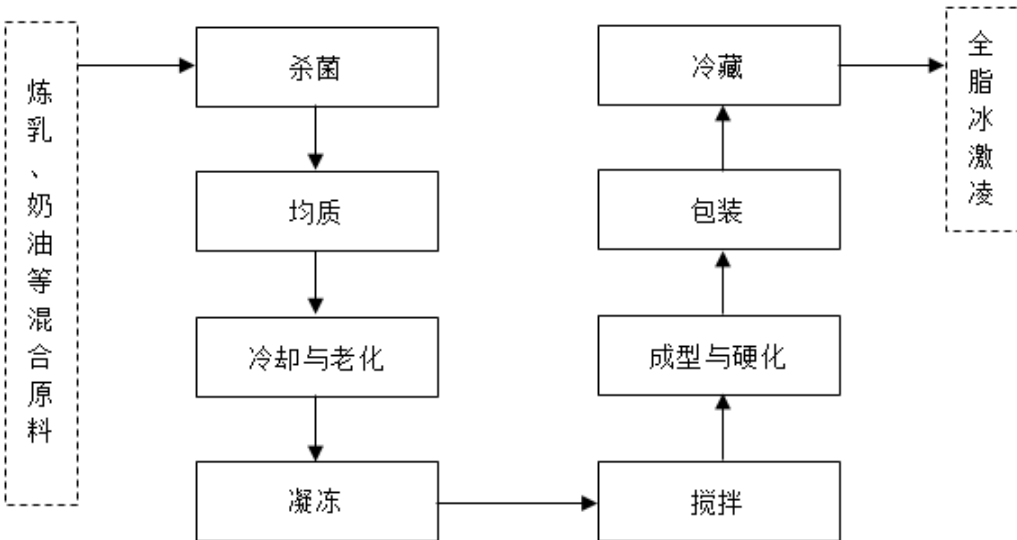 炼乳、奶油等混合原料
杀菌
均质
冷却与老化
凝冻
搅拌
成型与硬化
包装
冷藏
全脂冰激凌